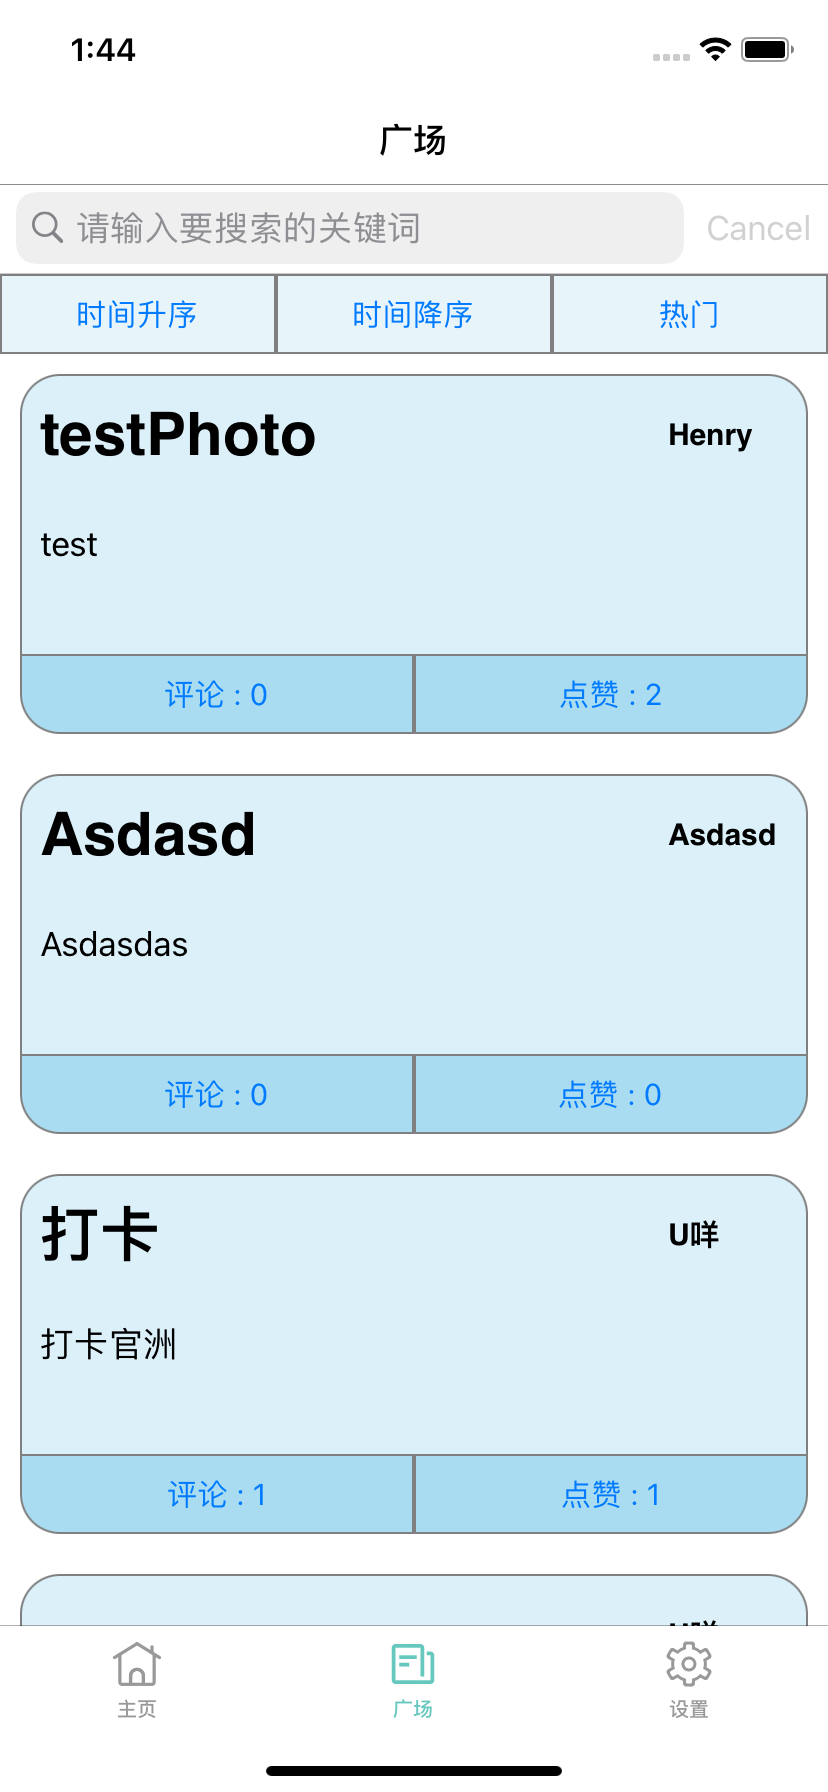 1:44
广场
请输入要搜索的关键词 Cancel
时间升序 时间降序 热门
testPhoto Henry
test
评论 : 0 点赞 : 2
Asdasd Asdasd
Asdasdas
评论 : 0 点赞 : 0
打卡 U咩
打卡官洲
评论 : 1 点赞 : 1
主页 广场 设置